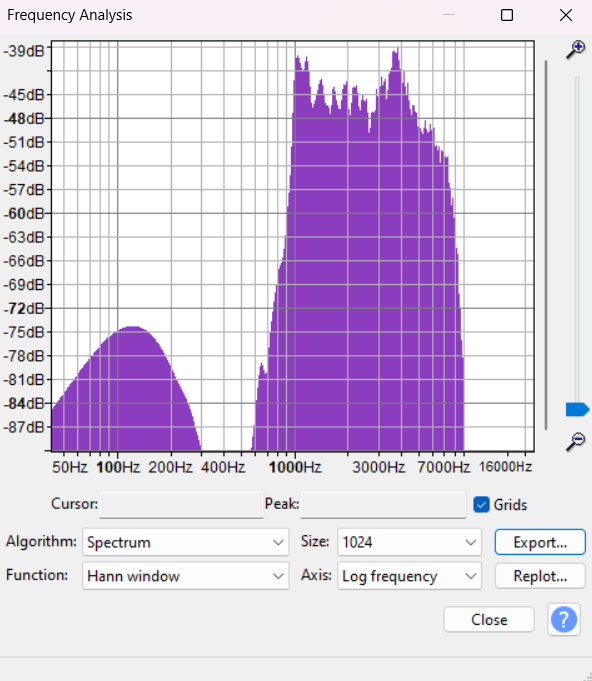 Frequency Analysis
-39dB
-45dB
-48dB
-51dB
-54dB
-57dB
-60dB
-63dB
-66dB
-69dB
-72dB
-75dB
-78dB
-81dB
-84dB
-87dB
50Hz 100Hz 200Hz 400Hz 1000Hz 3000Hz 7000Hz 16000Hz
Cursor: Peak: Grids
Algorithm: Spectrum Size: 1024 Export...
Function: Hann window Axis: Log frequency Replot...
Close ?